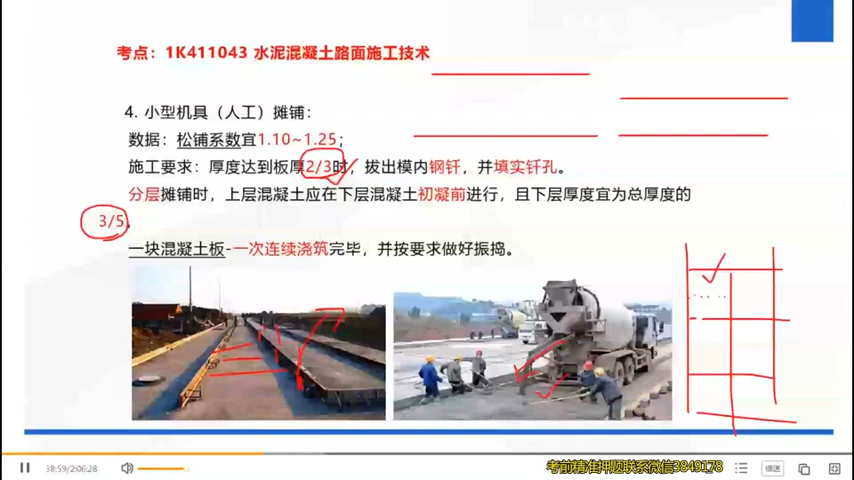 考点：1K411043 水泥混凝土路面施工技术
4. 小型机具（人工）摊铺：
数据：松铺系数宜1.10~1.25；
施工要求：厚度达到板厚2/3时，拔出模内钢钎，并填实钎孔。
分层摊铺时，上层混凝土应在下层混凝土初凝前进行，且下层厚度宜为总厚度的
3/5。
一块混凝土板-一次连续浇筑完毕，并按要求做好振捣。
38:59/2:06:28
考前精准押题联系微信3849178
倍速